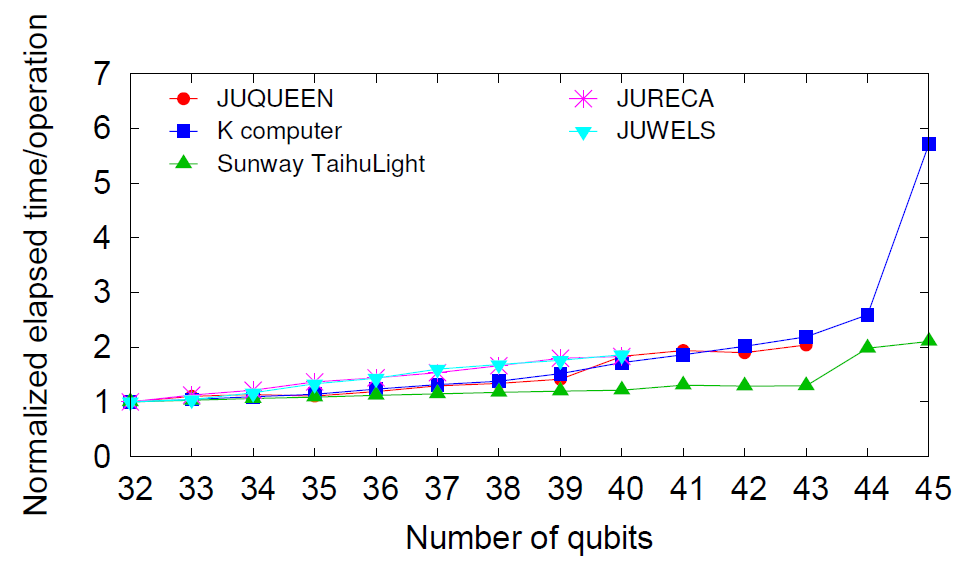 Normalized elapsed time/operation
7
6
5
4
3
2
1
0
JUQUEEN
K computer
Sunway TaihuLight
JURECA
JUWELS
32 33 34 35 36 37 38 39 40 41 42 43 44 45
Number of qubits